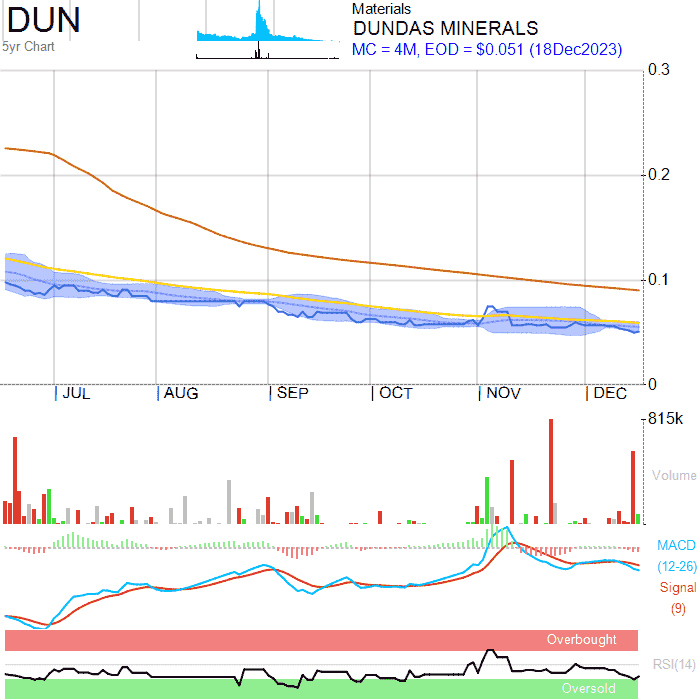 DUN
5yr Chart
Materials
DUNDAS MINERALS
MC = 4M, EOD = $0.051 (18Dec2023)
0.3
0.2
0.1
0
JUL AUG SEP OCT NOV DEC
815k
Volume
MACD
(12-26)
Signal
(9)
Overbought
RSI(14)
Oversold